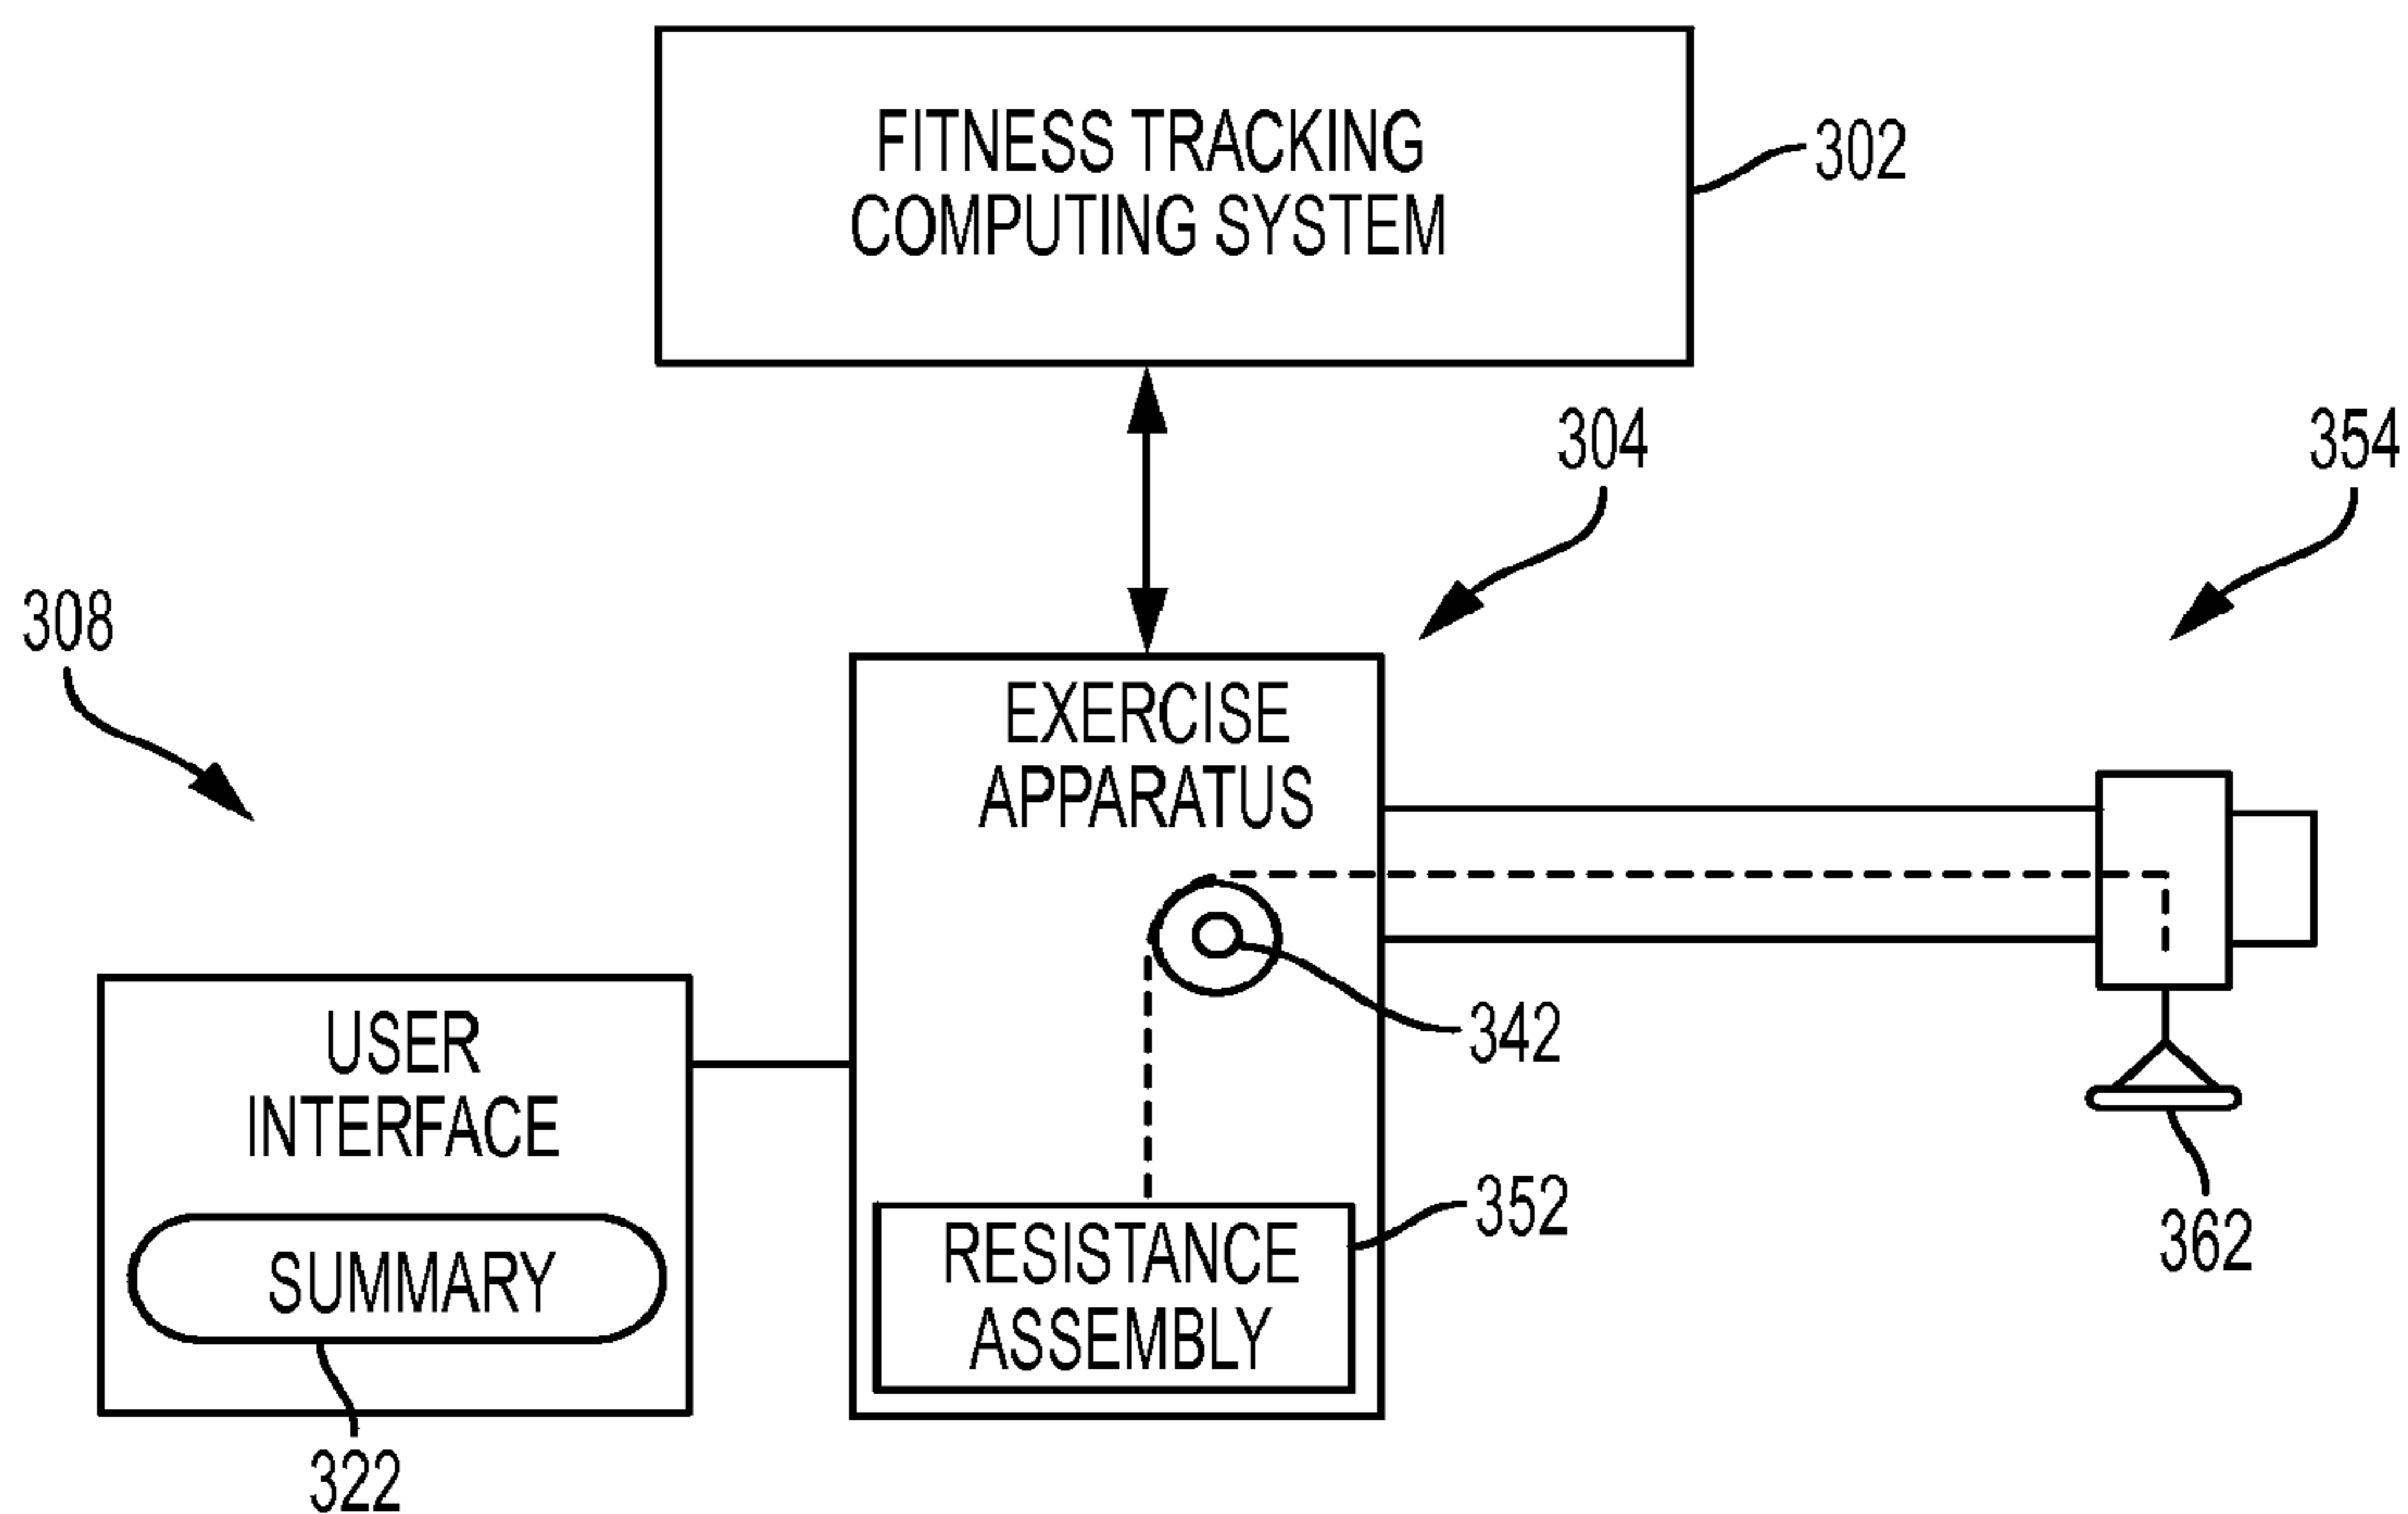 FITNESS TRACKING
COMPUTING SYSTEM
302
304
354
308
EXERCISE
APPARATUS
342
USER
INTERFACE
SUMMARY
322
RESISTANCE
ASSEMBLY
352
362